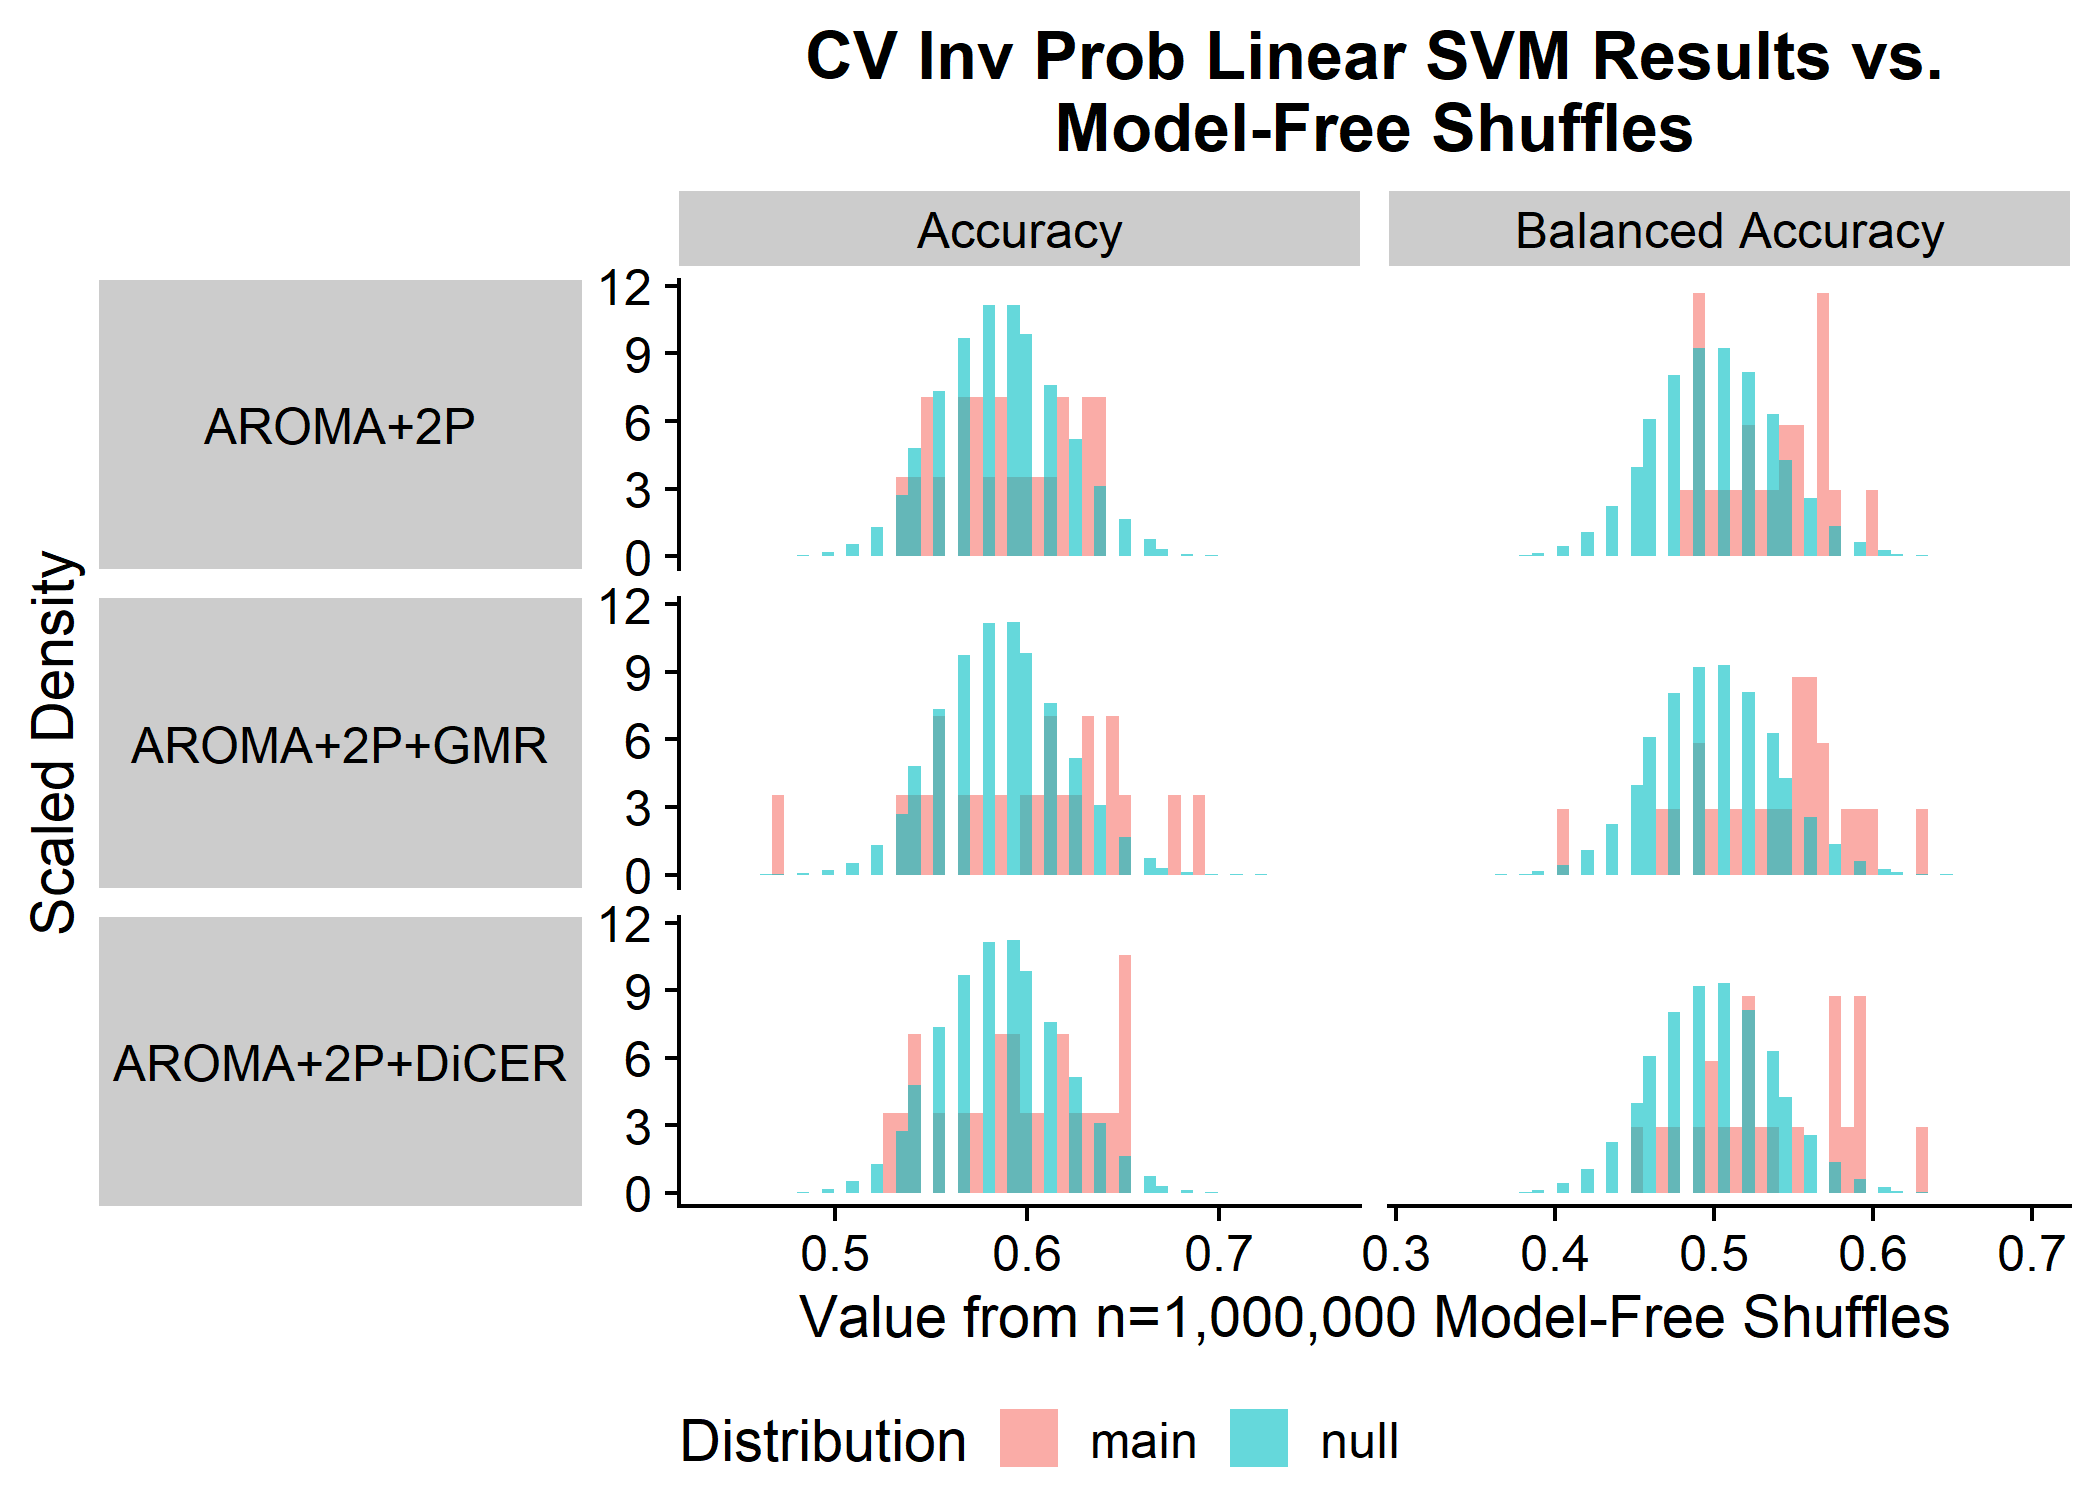 CV Inv Prob Linear SVM Results vs.
Model-Free Shuffles
Accuracy
Balanced Accuracy
Scaled Density
AROMA+2P
12
9
6
3
0
AROMA+2P+GMR
12
9
6
3
0
AROMA+2P+DiCER
12
9
6
3
0
0.5 0.6 0.7
0.3 0.4 0.5 0.6 0.7
Value from n=1,000,000 Model-Free Shuffles
Distribution main null